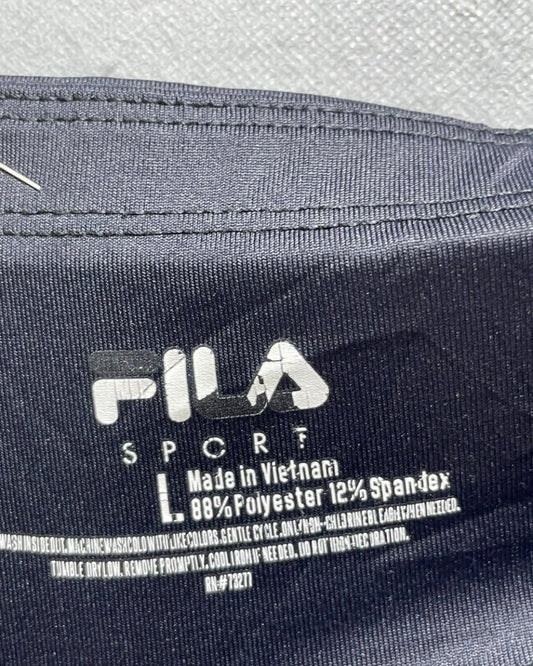 FILA
SPORT
L Made in Vietnam
88% Polyester 12% Spandex
WASH INSIDE OUT. MACHINE WASH COLD WITH LIKE COLORS. GENTLE CYCLE. ONLY NON-CHLORINE BLEACH WHEN NEEDED.
TUMBLE DRY LOW. REMOVE PROMPTLY. COOL IRON IF NEEDED. DO NOT IRON DECORATION.
RN# 73277